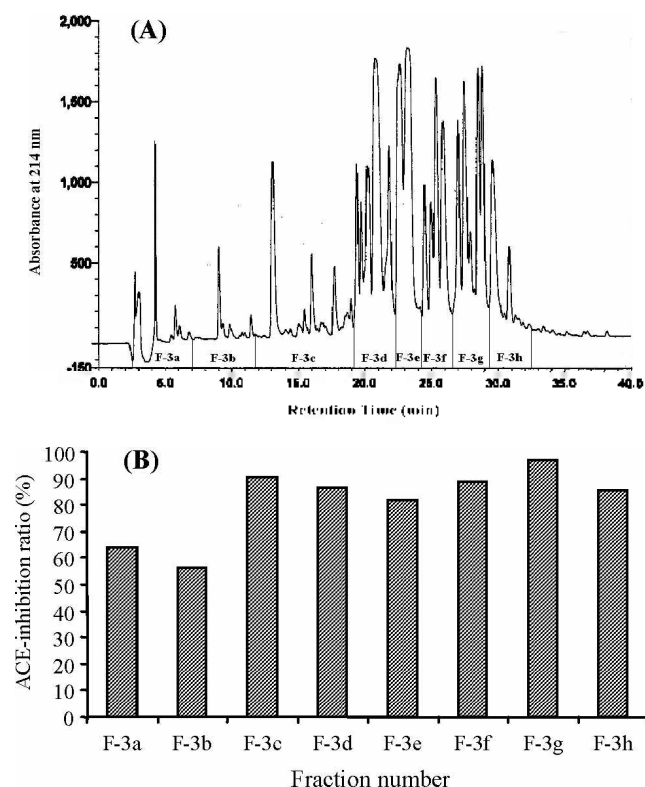 (A)
2,000
1,500
1,000
500
-150
Absorbance at 214 nm
F-3a F-3b F-3c F-3d F-3e F-3f F-3g F-3h
0.0 5.0 10.0 15.0 20.0 25.0 30.0 35.0 40.0
Retention Time (min)
(B)
100
90
80
70
60
50
40
30
20
10
0
ACE-inhibition ratio (%)
F-3a F-3b F-3c F-3d F-3e F-3f F-3g F-3h
Fraction number